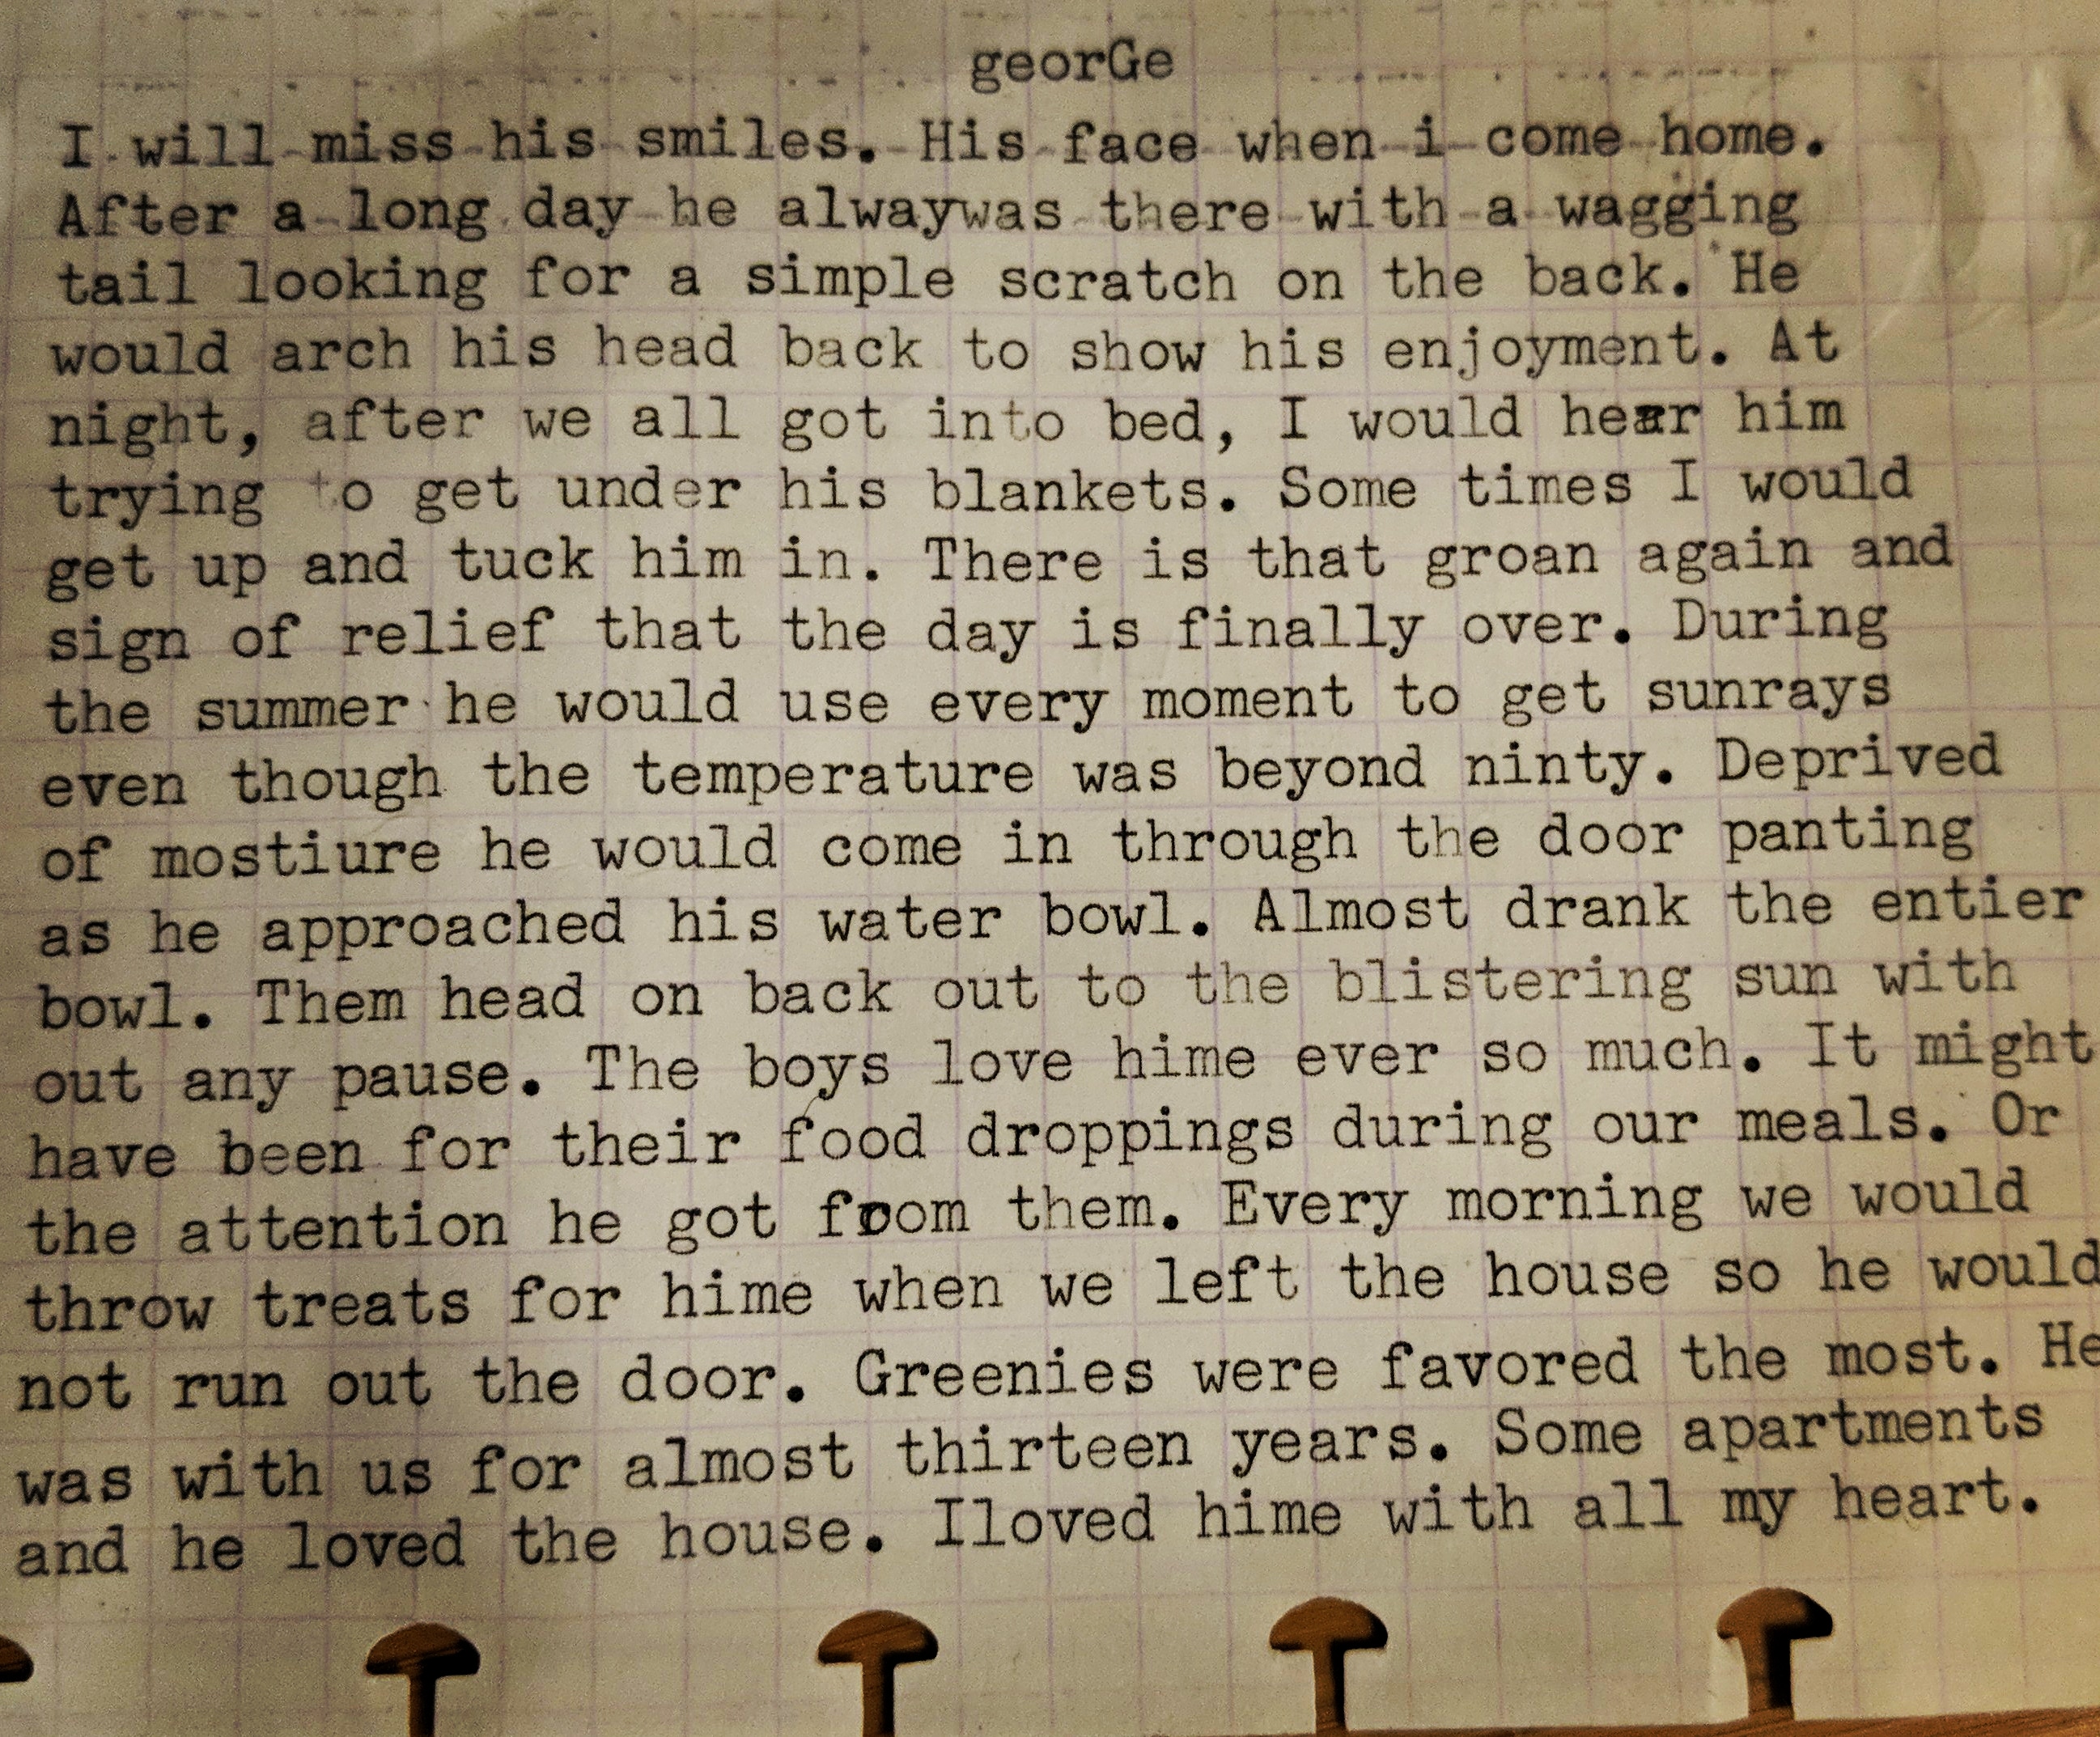 georGe
I will miss his smiles. His face when i come home.
After a long day he alwaywas there with a wagging
tail looking for a simple scratch on the back. He
would arch his head back to show his enjoyment. At
night, after we all got into bed, I would hear him
trying to get under his blankets. Some times I would
get up and tuck him in. There is that groan again and
sign of relief that the day is finally over. During
the summer he would use every moment to get sunrays
even though the temperature was beyond ninty. Deprived
of mostiure he would come in through the door panting
as he approached his water bowl. Almost drank the entier
bowl. Them head on back out to the blistering sun with
out any pause. The boys love hime ever so much. It might
have been for their food droppings during our meals. Or
the attention he got from them. Every morning we would
throw treats for hime when we left the house so he would
not run out the door. Greenies were favored the most. He
was with us for almost thirteen years. Some apartments
and he loved the house. Iloved hime with all my heart.